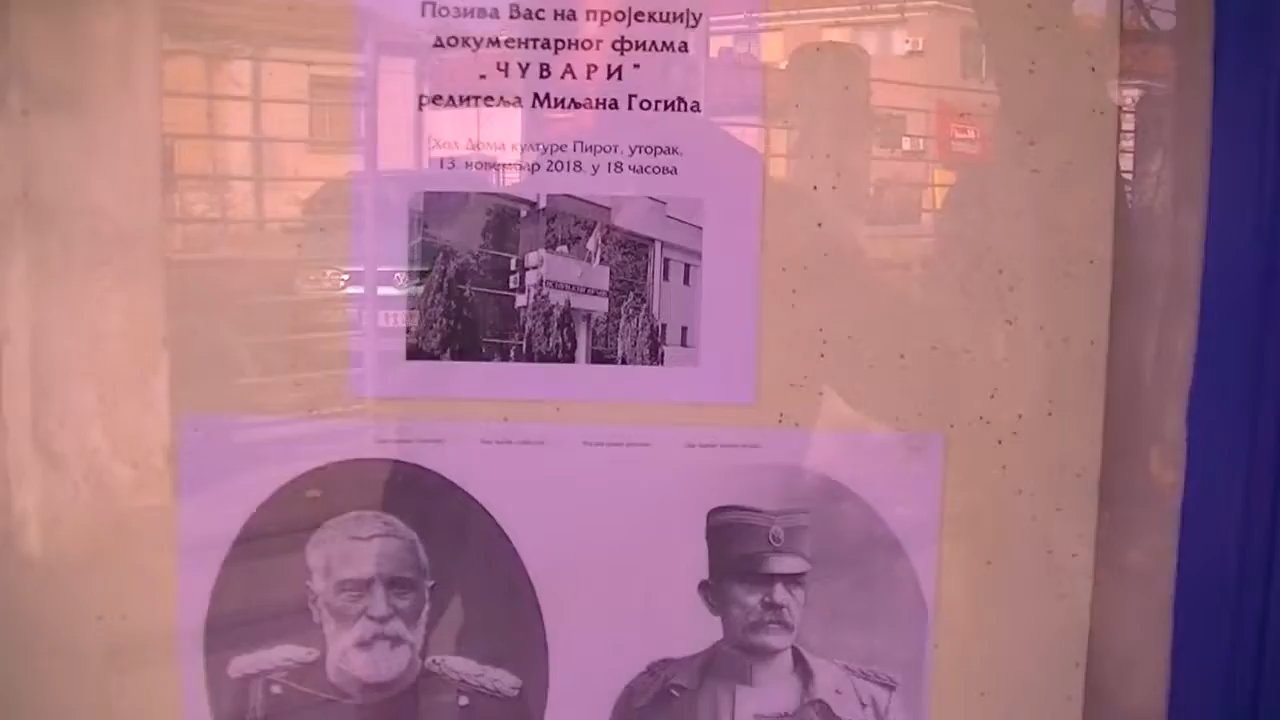 Позива Вас на пројекцију
документарног филма
„ЧУВАРИ”
редитеља Миљана Гогића
(Хол Дома културе Пирот, уторак,
13. новембар 2018. у 18 часова